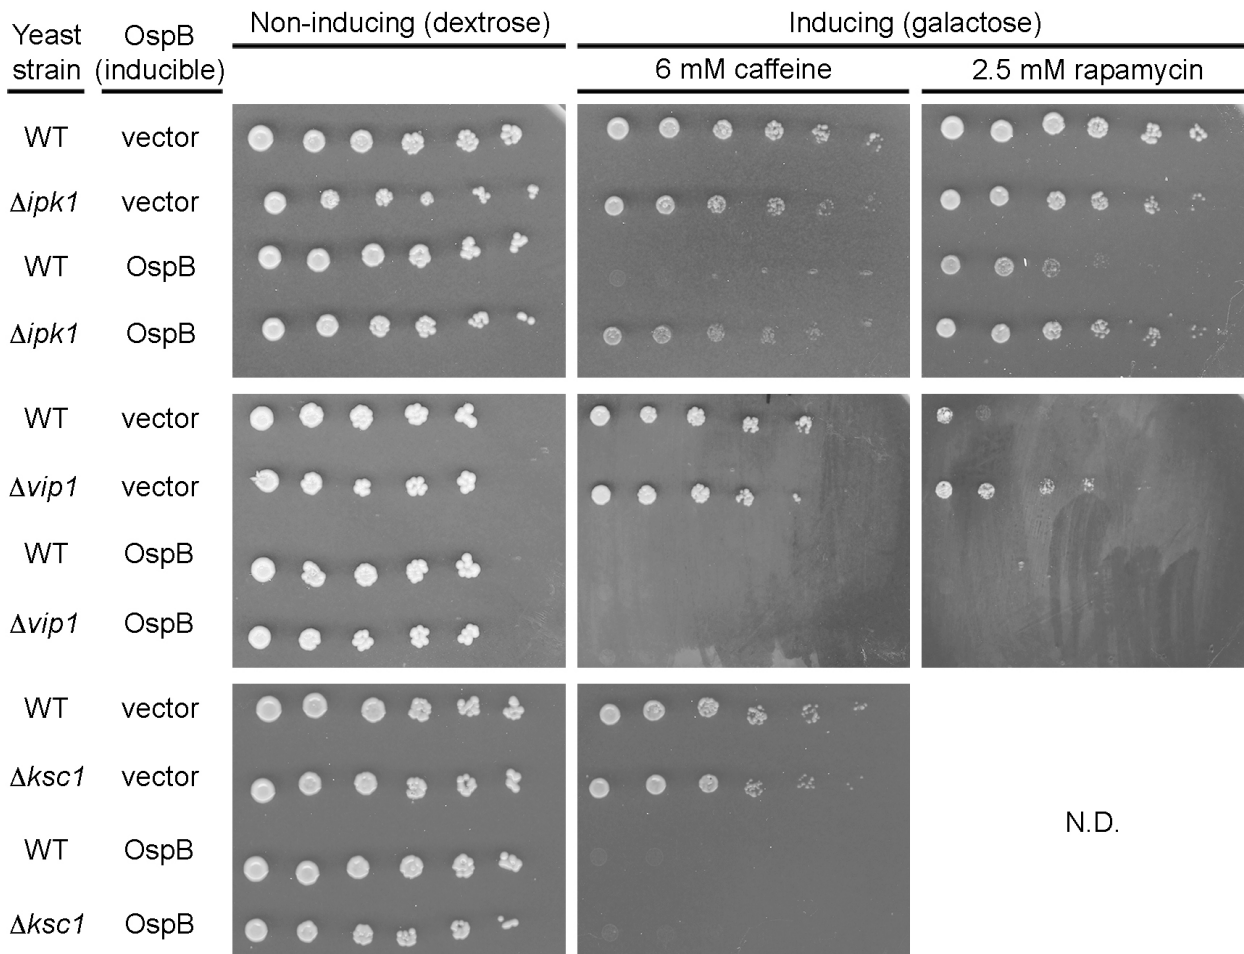 Yeast strain
OspB (inducible)
Non-inducing (dextrose)
Inducing (galactose)
6 mM caffeine
2.5 mM rapamycin
WT vector
Δipk1 vector
WT OspB
Δipk1 OspB
WT vector
Δvip1 vector
WT OspB
Δvip1 OspB
WT vector
Δksc1 vector
WT OspB
Δksc1 OspB
N.D.